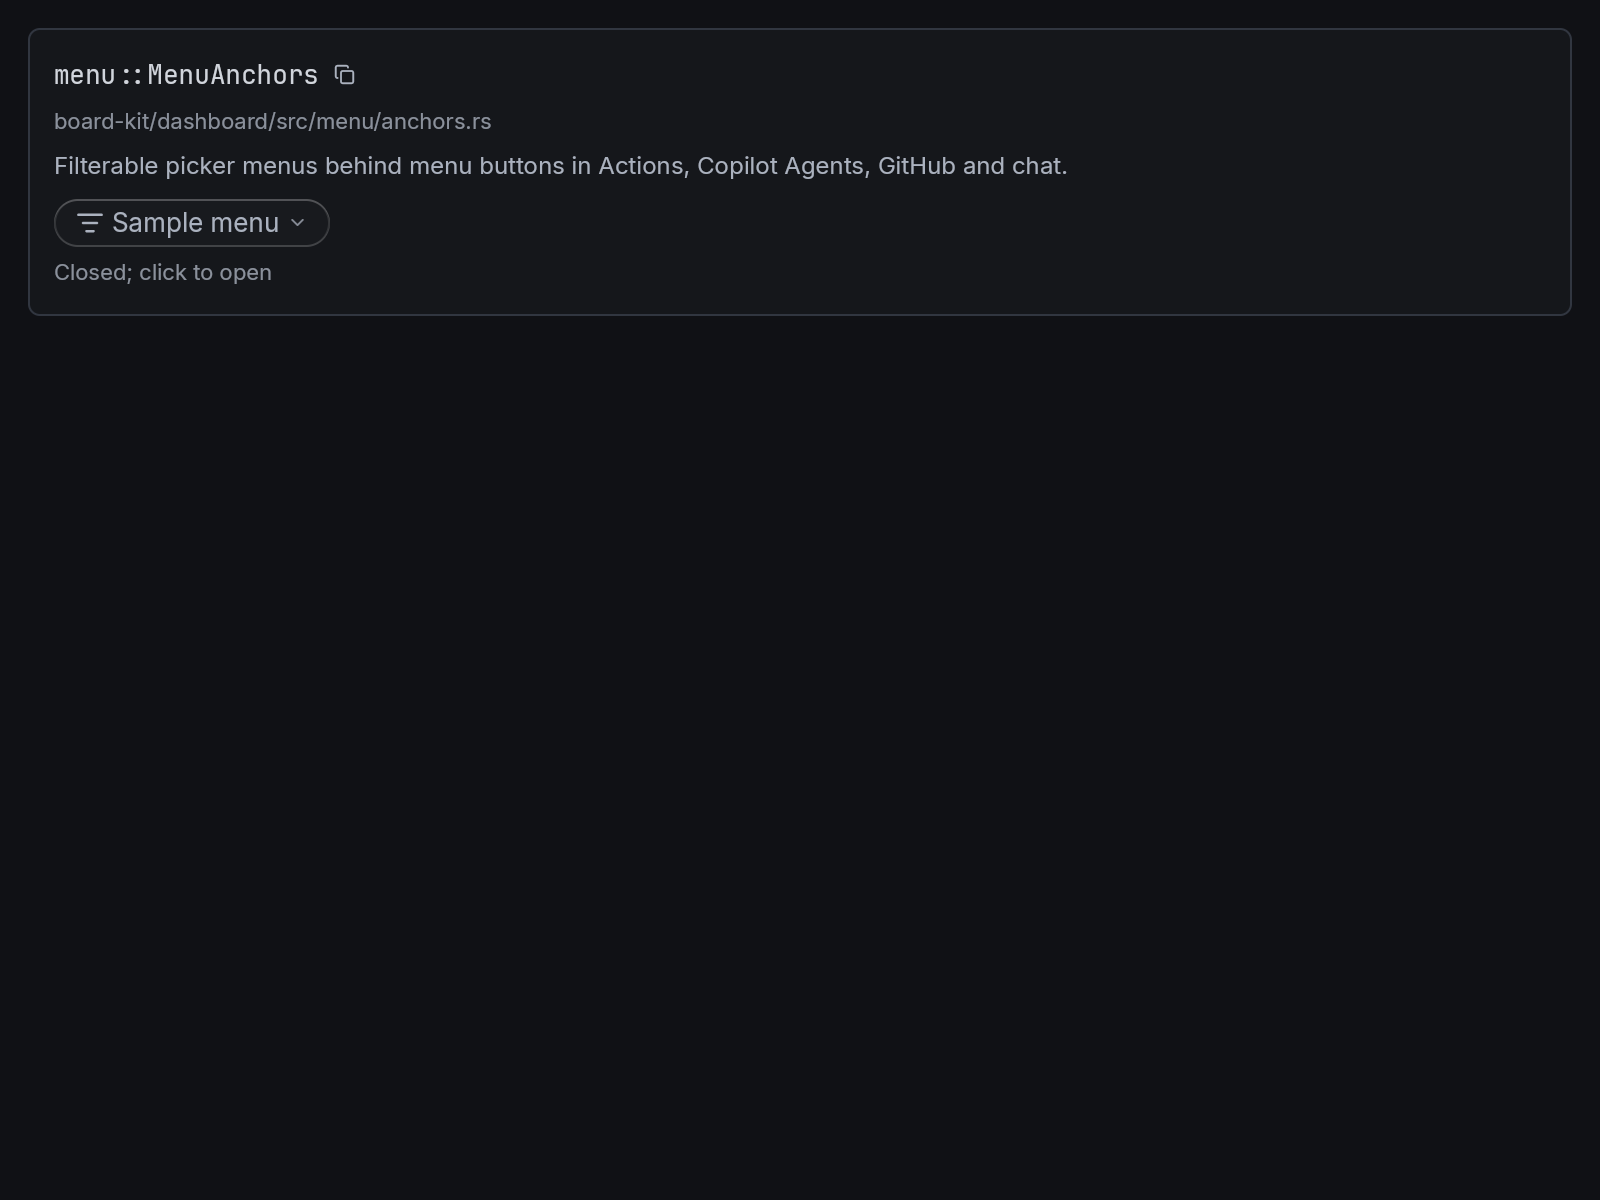 menu::MenuAnchors
board-kit/dashboard/src/menu/anchors.rs
Filterable picker menus behind menu buttons in Actions, Copilot Agents, GitHub and chat.
Sample menu
Closed; click to open